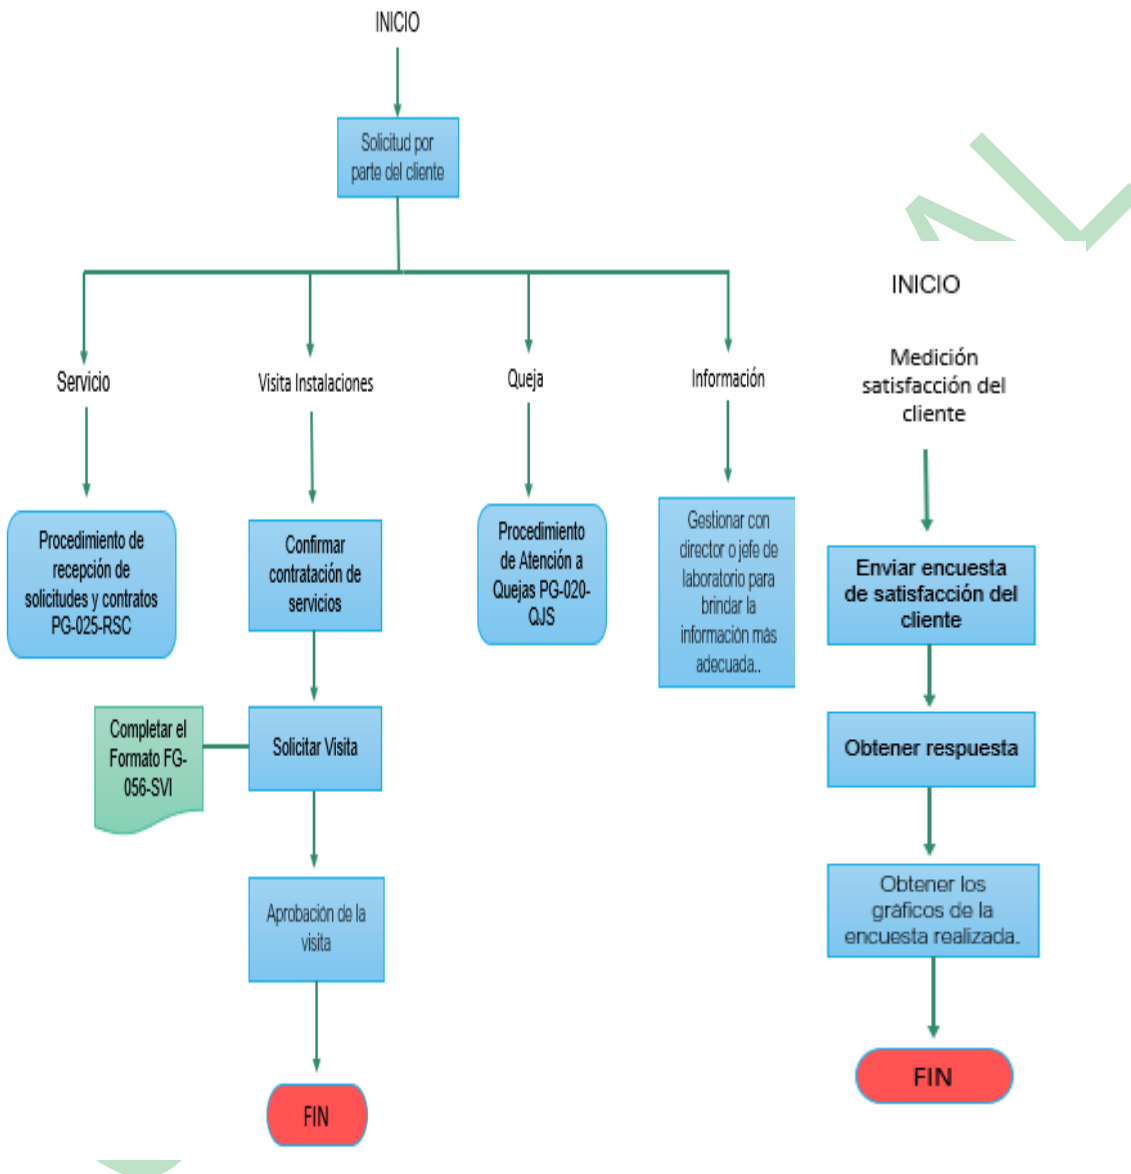 INICIO
Solicitud por
parte del cliente
Servicio
Visita Instalaciones
Queja
Información
Procedimiento de
recepción de
solicitudes y contratos
PG-025-RSC
Confirmar
contratación de
servicios
Procedimiento
de Atención a
Quejas PG-020-
QJS
Gestionar con
director o jefe de
laboratorio para
brindar la
información más
adecuada..
Completar el
Formato FG-
056-SVI
Solicitar Visita
Aprobación de la
visita
FIN
INICIO
Medición
satisfacción del
cliente
Enviar encuesta
de satisfacción del
cliente
Obtener respuesta
Obtener los
gráficos de la
encuesta realizada.
FIN